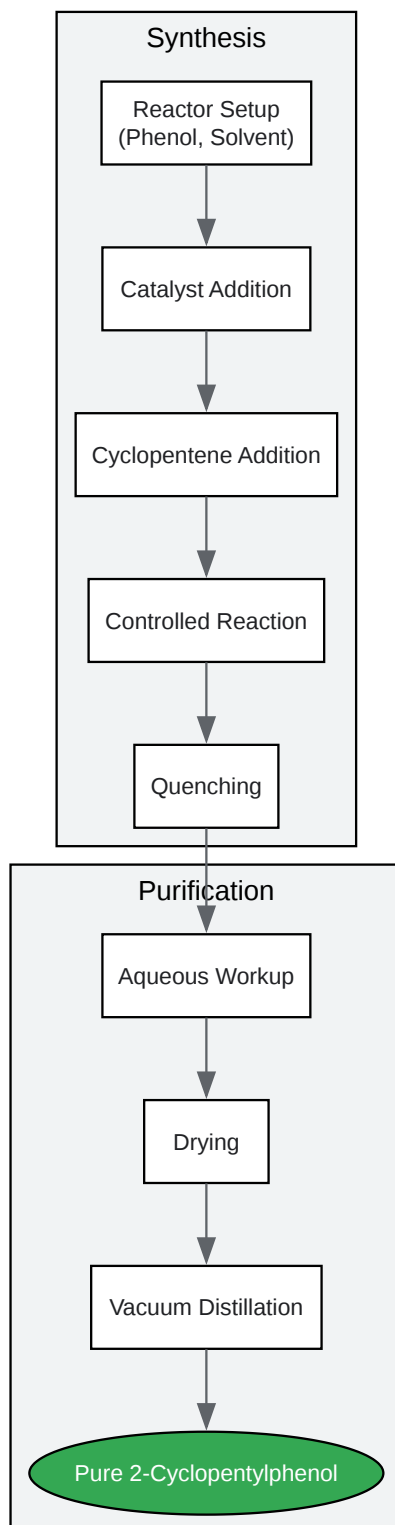 Synthesis
Reactor Setup
(Phenol, Solvent)
Catalyst Addition
Cyclopentene Addition
Controlled Reaction
Quenching
Purification
Aqueous Workup
Drying
Vacuum Distillation
Pure 2-Cyclopentylphenol